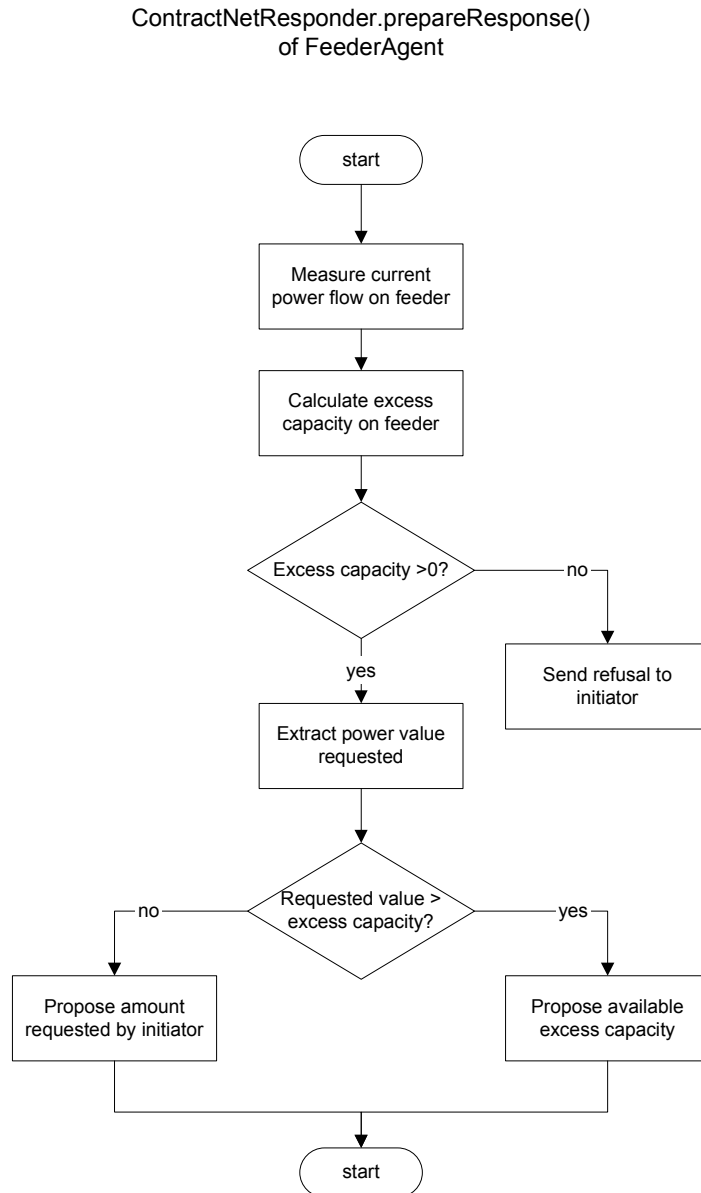 ContractNetResponder.prepareResponse()
of FeederAgent
start
Measure current
power flow on feeder
Calculate excess
capacity on feeder
Excess capacity >0?
no
yes
Send refusal to
initiator
Extract power value
requested
Requested value >
excess capacity?
no
yes
Propose amount
requested by initiator
Propose available
excess capacity
start